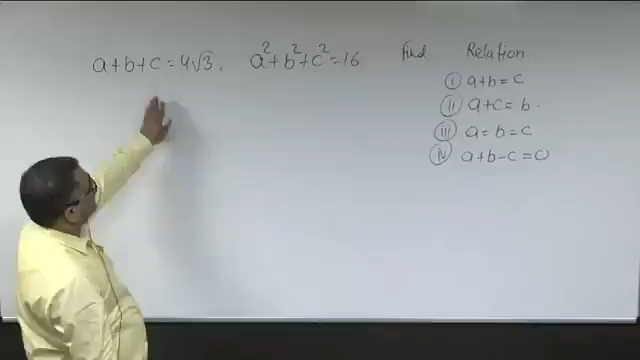 a+b+c=4√3, a²+b²+c²=16 Find Relation
(i) a+b=c
(ii) a+c=b.
(iii) a=b=c
(iv) a+b-c=0